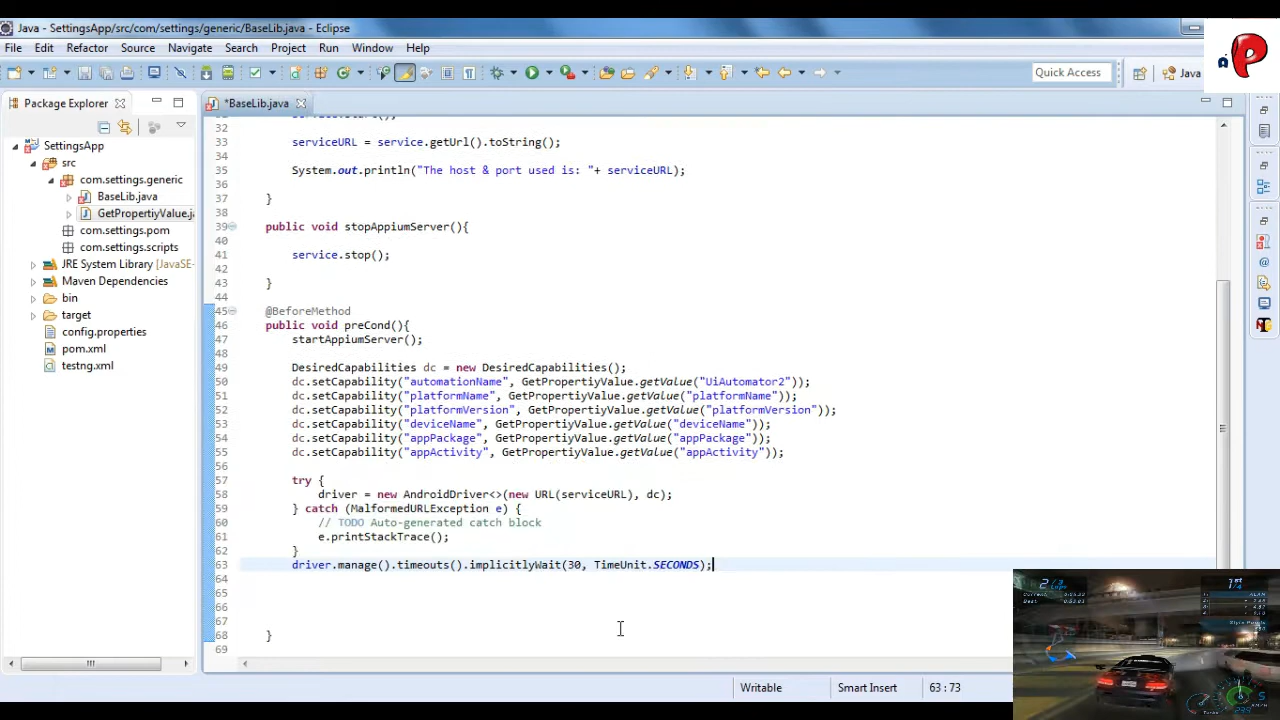 Java - SettingsApp/src/com/settings/generic/BaseLib.java - Eclipse
File Edit Refactor Source Navigate Search Project Run Window Help
Quick Access
Java
Package Explorer
*BaseLib.java
SettingsApp
src
com.settings.generic
BaseLib.java
GetPropertiyValue.j
com.settings.pom
com.settings.scripts
JRE System Library [JavaSE-
Maven Dependencies
bin
target
config.properties
pom.xml
testng.xml
32
33 serviceURL = service.getUrl().toString();
34
35 System.out.println("The host & port used is: "+ serviceURL);
36
37 }
38
39 public void stopAppiumServer(){
40
41 service.stop();
42
43 }
44
45 @BeforeMethod
46 public void preCond(){
47 startAppiumServer();
48
49 DesiredCapabilities dc = new DesiredCapabilities();
50 dc.setCapability("automationName", GetPropertiyValue.getValue("UiAutomator2"));
51 dc.setCapability("platformName", GetPropertiyValue.getValue("platformName"));
52 dc.setCapability("platformVersion", GetPropertiyValue.getValue("platformVersion"));
53 dc.setCapability("deviceName", GetPropertiyValue.getValue("deviceName"));
54 dc.setCapability("appPackage", GetPropertiyValue.getValue("appPackage"));
55 dc.setCapability("appActivity", GetPropertiyValue.getValue("appActivity"));
56
57 try {
58 driver = new AndroidDriver<>(new URL(serviceURL), dc);
59 } catch (MalformedURLException e) {
60 // TODO Auto-generated catch block
61 e.printStackTrace();
62 }
63 driver.manage().timeouts().implicitlyWait(30, TimeUnit.SECONDS);
64
65
66
67
68 }
69
Writable Smart Insert 63 : 73